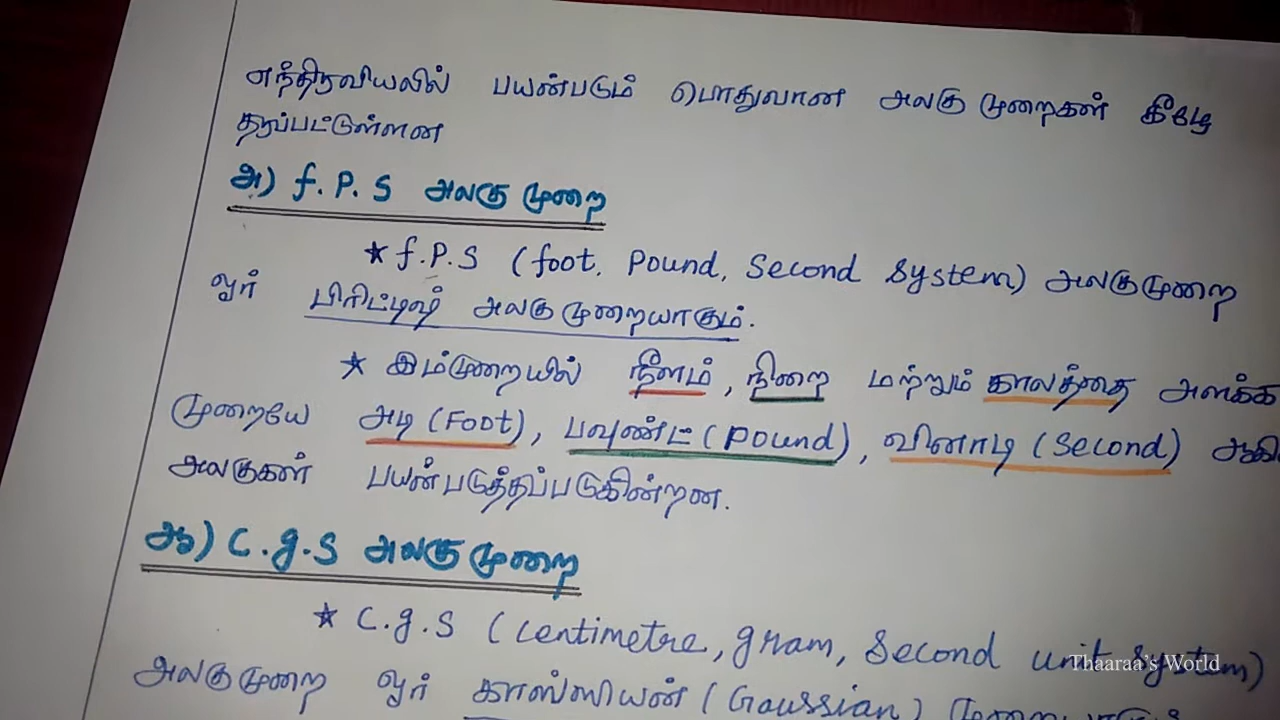 எந்திரவியலில் பயன்படும் பொதுவான அலகு முறைகள் கீழே
தரப்பட்டுள்ளன
அ) f.P.S அலகு முறை
* f.P.S (foot, Pound, Second System) அலகுமுறை
ஓர் பிரிட்டிஷ் அலகு முறையாகும்.
* இம்முறையில் நீளம், நிறை மற்றும் காலத்தை அளக்க
முறையே அடி (Foot), பவுண்ட் (Pound), வினாடி (Second)
அலகுகள் பயன்படுத்தப்படுகின்றன.
ஆ) C.g.S அலகு முறை
* C.g.S (Centimetre, gram, Second unit System)
அலகுமுறை ஓர் காஸ்ஸியன் (Gaussian)
Thaaraa's World